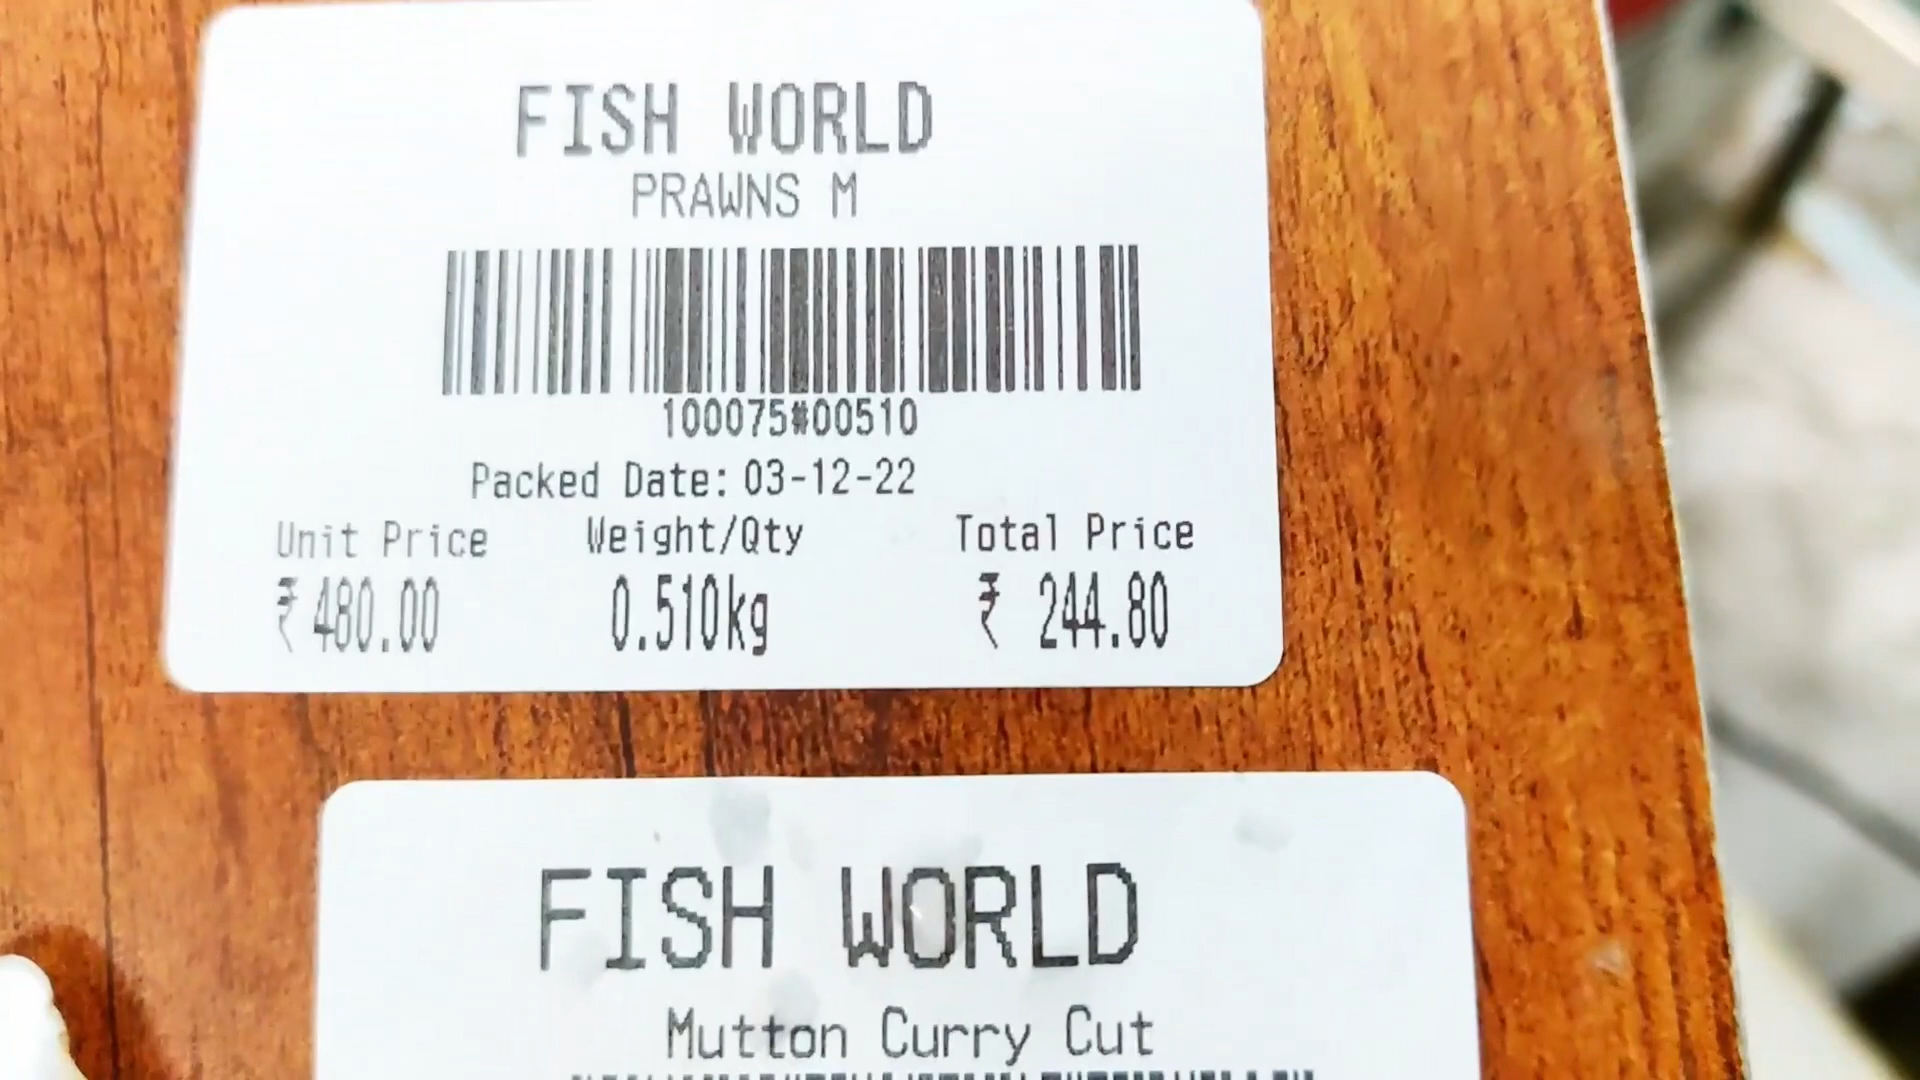 FISH WORLD
PRAWNS M
100075#00510
Packed Date: 03-12-22
Unit Price Weight/Qty Total Price
₹ 480.00 0.510kg ₹ 244.80
FISH WORLD
Mutton Curry Cut